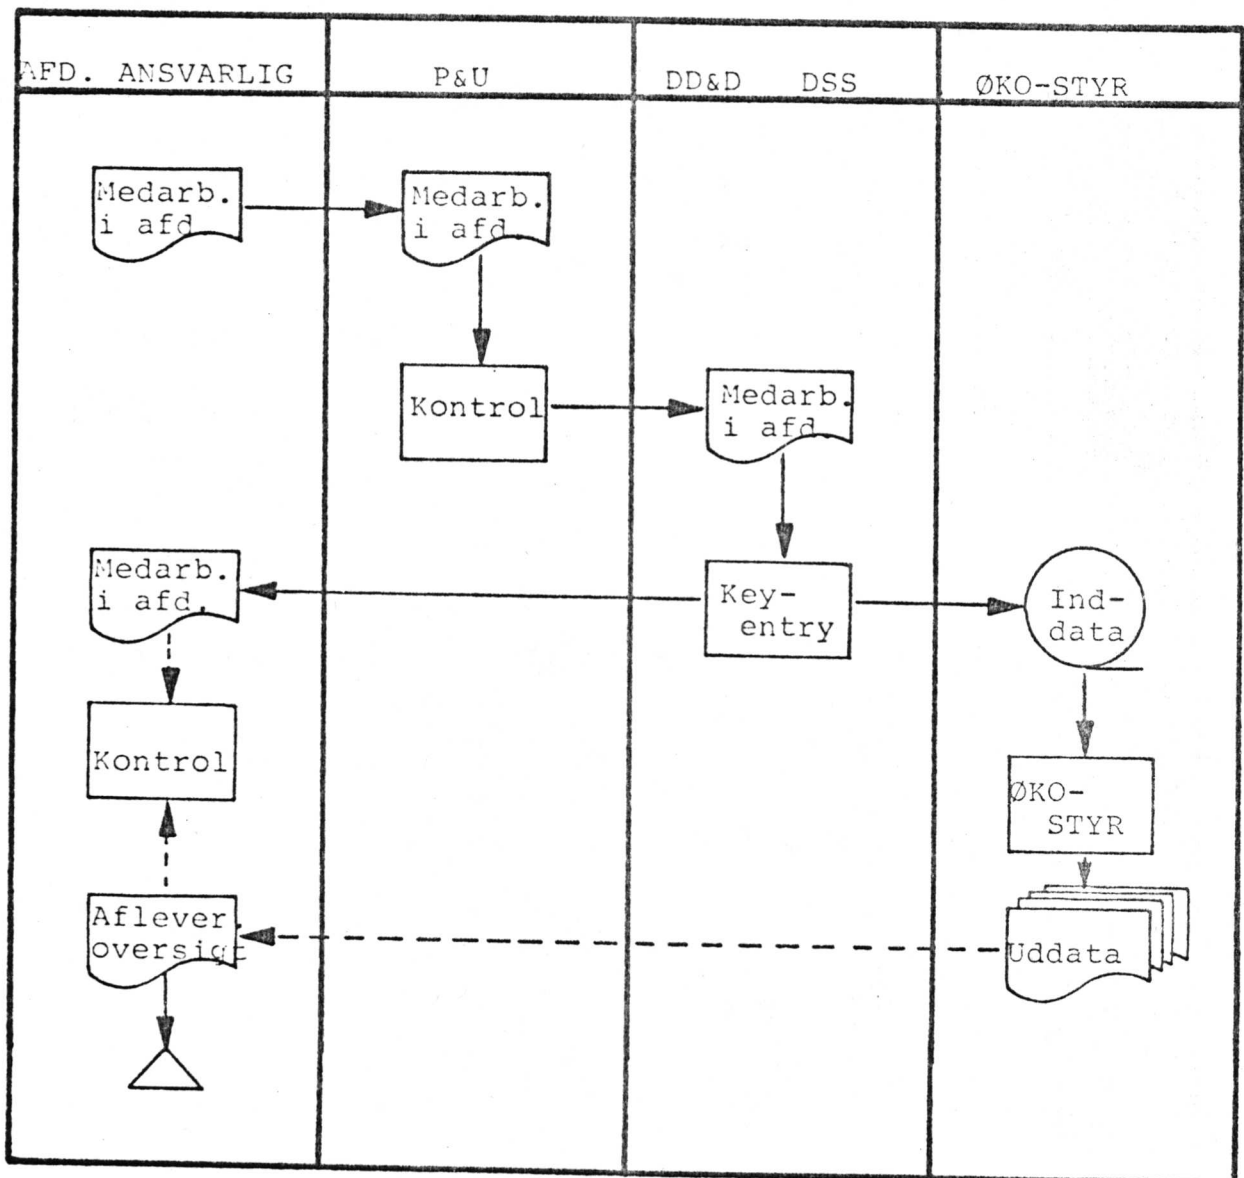 AFD. ANSVARLIG
P&U
DD&D DSS
ØKO-STYR
Medarb.
i afd.
Medarb.
i afd.
Kontrol
Medarb.
i afd.
Medarb.
i afd.
Key-
entry
Ind-
data
Kontrol
ØKO-
STYR
Aflever.
oversigt
Uddata